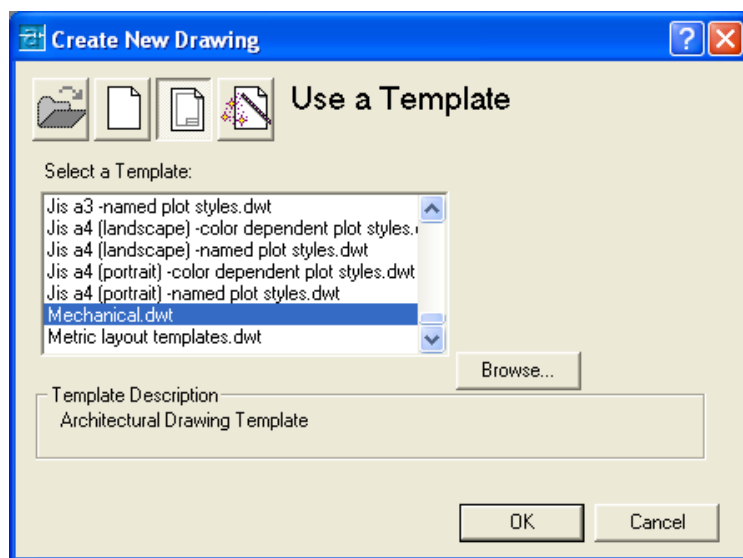 Create New Drawing
Use a Template
Select a Template:
Jis a3 -named plot styles.dwt
Jis a4 (landscape) -color dependent plot styles.
Jis a4 (landscape) -named plot styles.dwt
Jis a4 (portrait) -color dependent plot styles.dwt
Jis a4 (portrait) -named plot styles.dwt
Mechanical.dwt
Metric layout templates.dwt
Browse...
Template Description
Architectural Drawing Template
OK
Cancel